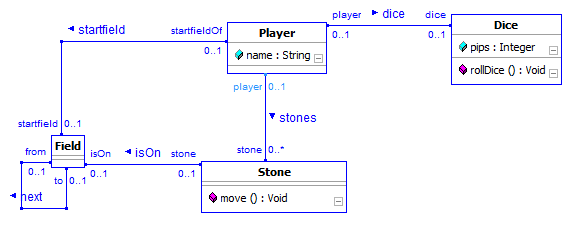 player ▸ dice dice
0..1 0..1
◂ startfield startfieldOf
0..1
Player
name : String
Dice
pips : Integer
rollDice () : Void
player 0..1
▾ stones
startfield 0..1
stone 0..*
Field
from
0..1
to 0..1
◂ next
isOn ◂ isOn stone
0..1 0..1
Stone
move () : Void